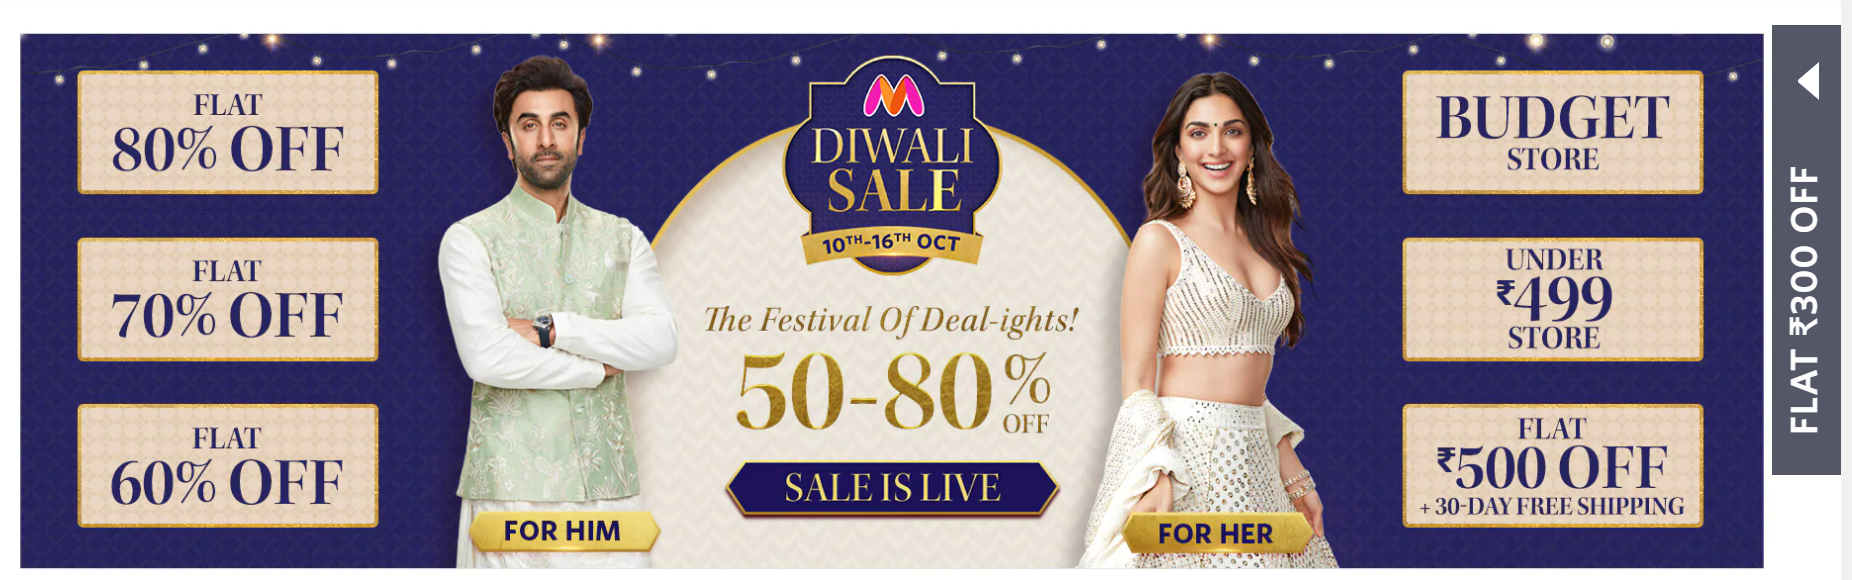 FLAT
80% OFF
FLAT
70% OFF
FLAT
60% OFF
DIWALI
SALE
10TH-16TH OCT
The Festival Of Deal-ights!
50-80%
OFF
SALE IS LIVE
FOR HIM
FOR HER
BUDGET
STORE
UNDER
₹499
STORE
FLAT
₹500 OFF
+ 30-DAY FREE SHIPPING
FLAT ₹300 OFF